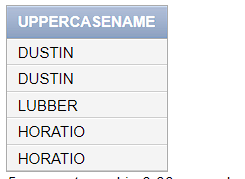 UPPERCASENAME
DUSTIN
DUSTIN
LUBBER
HORATIO
HORATIO